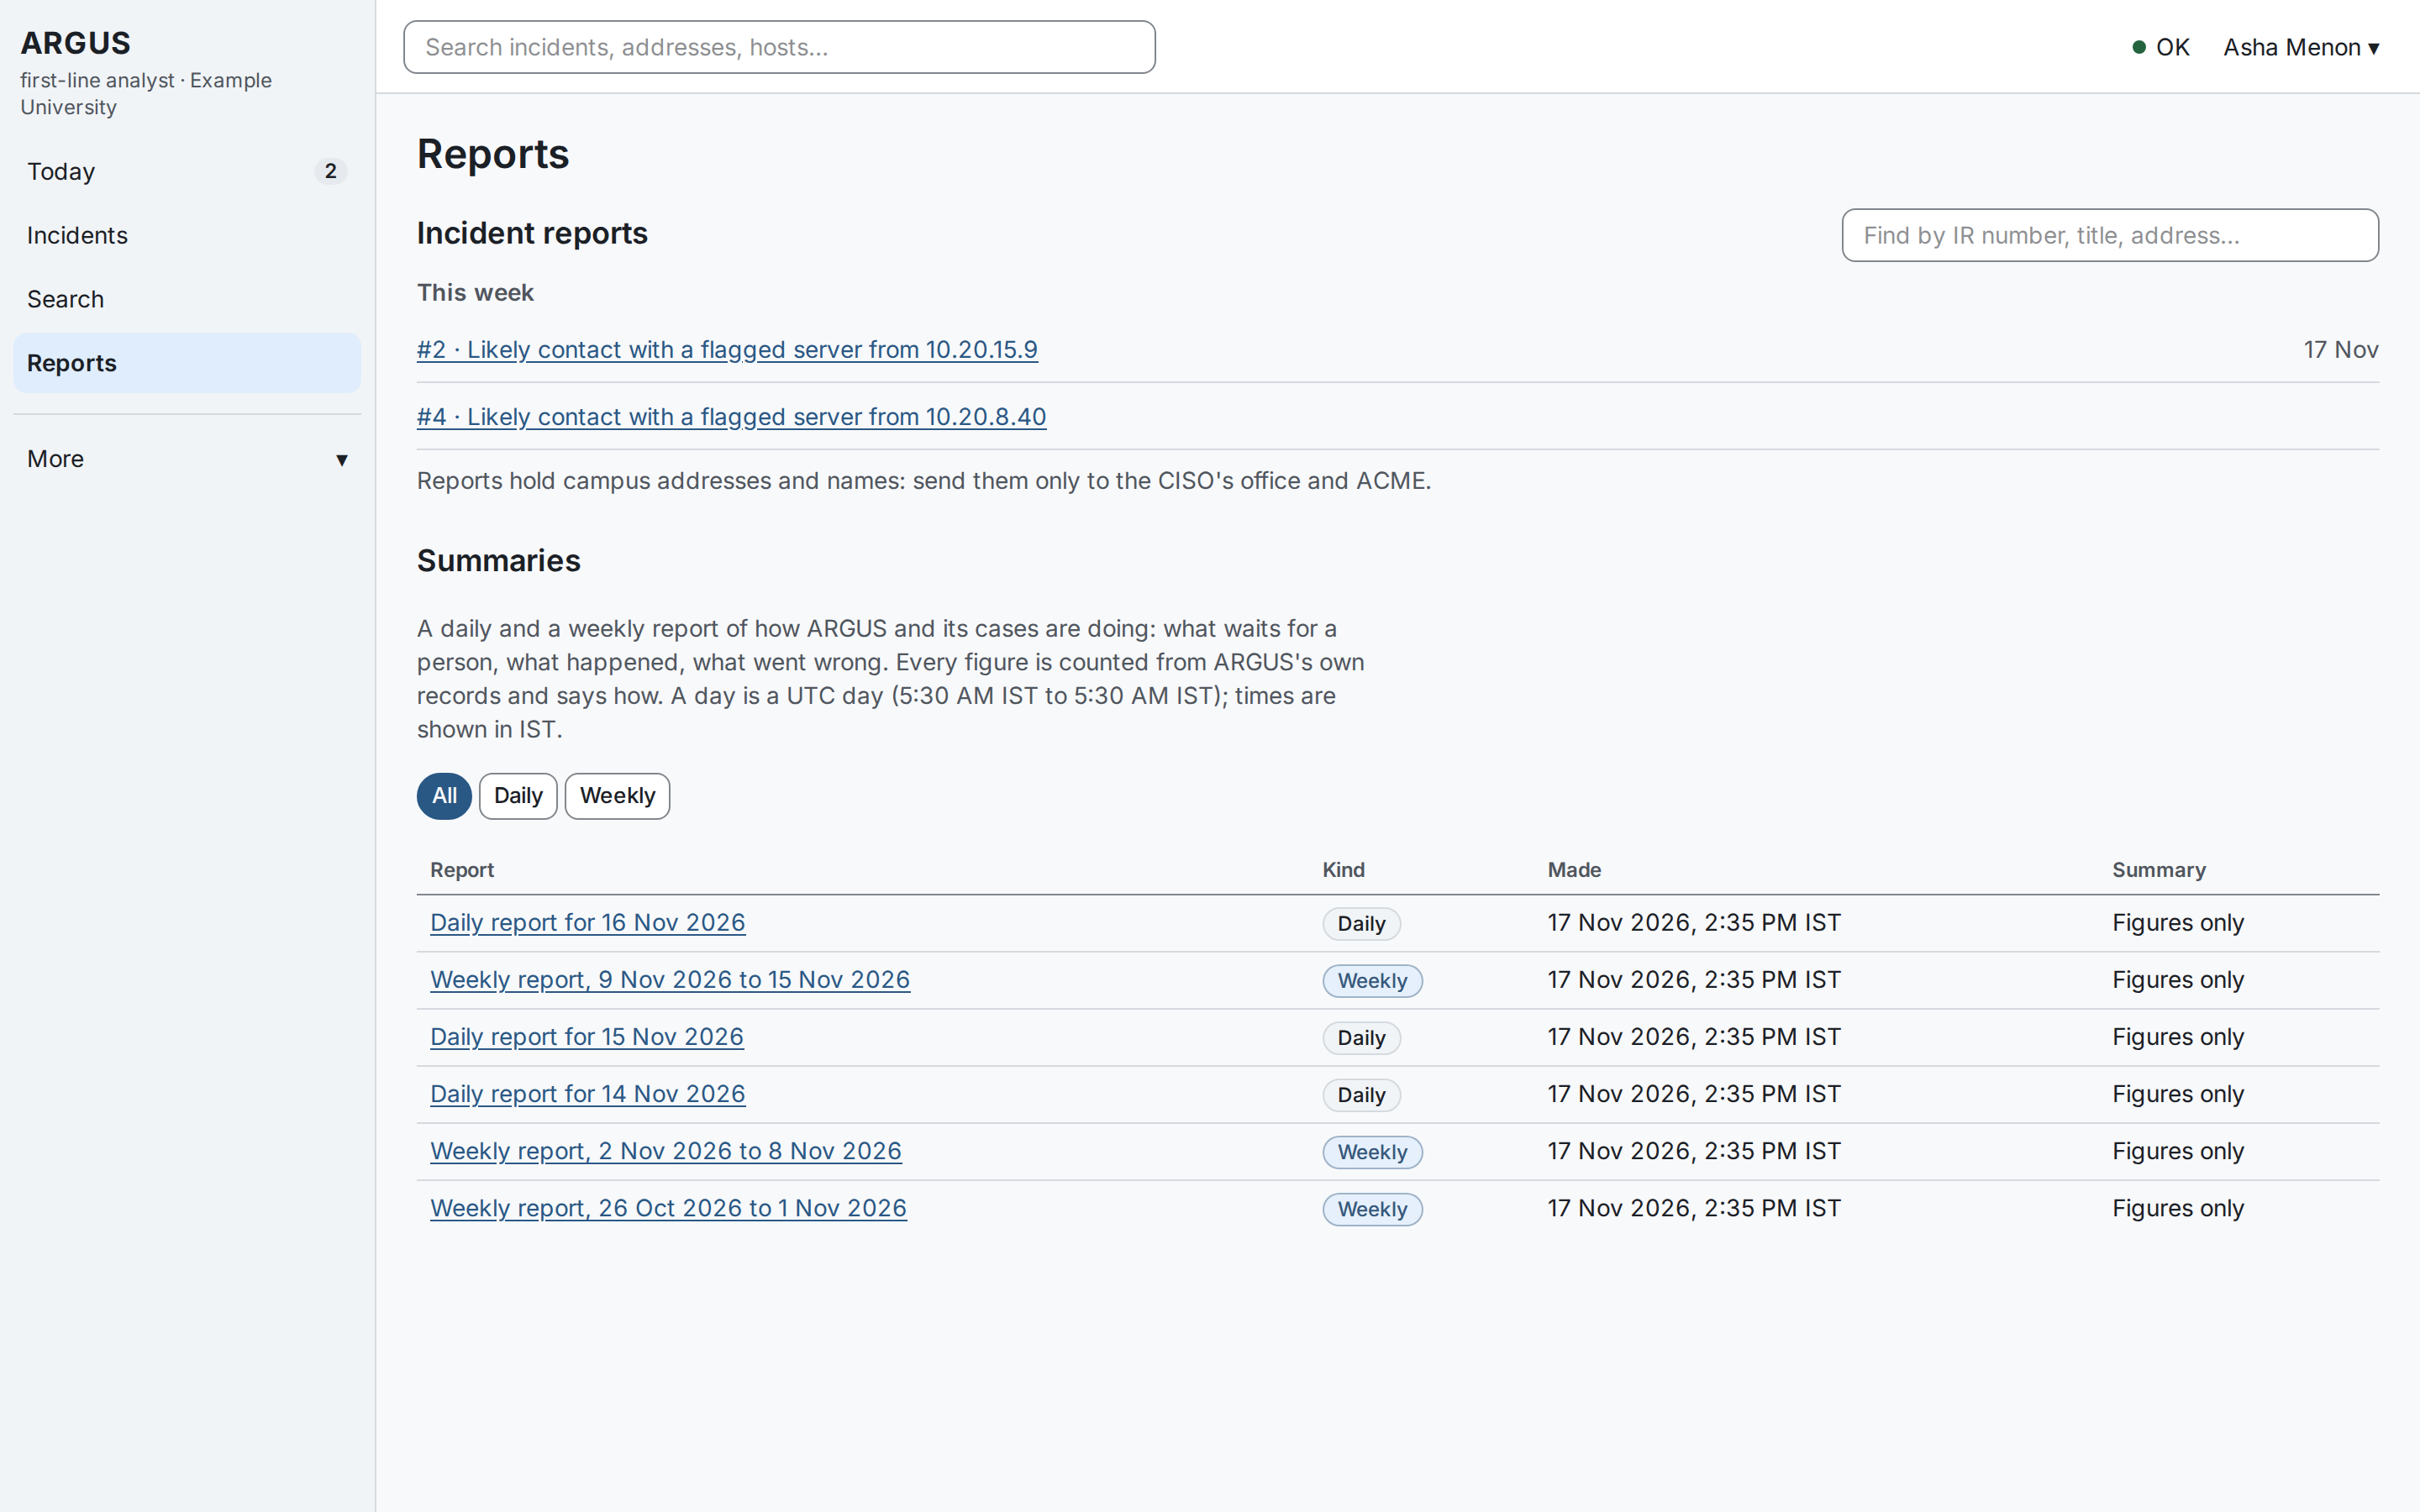 ARGUS
first-line analyst · Example
University
Today 2
Incidents
Search
Reports
More ▾
Search incidents, addresses, hosts...
OK Asha Menon ▾
Reports
Incident reports
Find by IR number, title, address...
This week
#2 · Likely contact with a flagged server from 10.20.15.9 17 Nov
#4 · Likely contact with a flagged server from 10.20.8.40
Reports hold campus addresses and names: send them only to the CISO's office and ACME.
Summaries
A daily and a weekly report of how ARGUS and its cases are doing: what waits for a
person, what happened, what went wrong. Every figure is counted from ARGUS's own
records and says how. A day is a UTC day (5:30 AM IST to 5:30 AM IST); times are
shown in IST.
All Daily Weekly
Report Kind Made Summary
Daily report for 16 Nov 2026 Daily 17 Nov 2026, 2:35 PM IST Figures only
Weekly report, 9 Nov 2026 to 15 Nov 2026 Weekly 17 Nov 2026, 2:35 PM IST Figures only
Daily report for 15 Nov 2026 Daily 17 Nov 2026, 2:35 PM IST Figures only
Daily report for 14 Nov 2026 Daily 17 Nov 2026, 2:35 PM IST Figures only
Weekly report, 2 Nov 2026 to 8 Nov 2026 Weekly 17 Nov 2026, 2:35 PM IST Figures only
Weekly report, 26 Oct 2026 to 1 Nov 2026 Weekly 17 Nov 2026, 2:35 PM IST Figures only